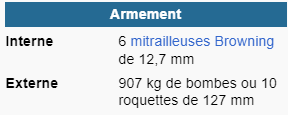 Armement
Interne 6 mitrailleuses Browning
de 12,7 mm
Externe 907 kg de bombes ou 10
roquettes de 127 mm